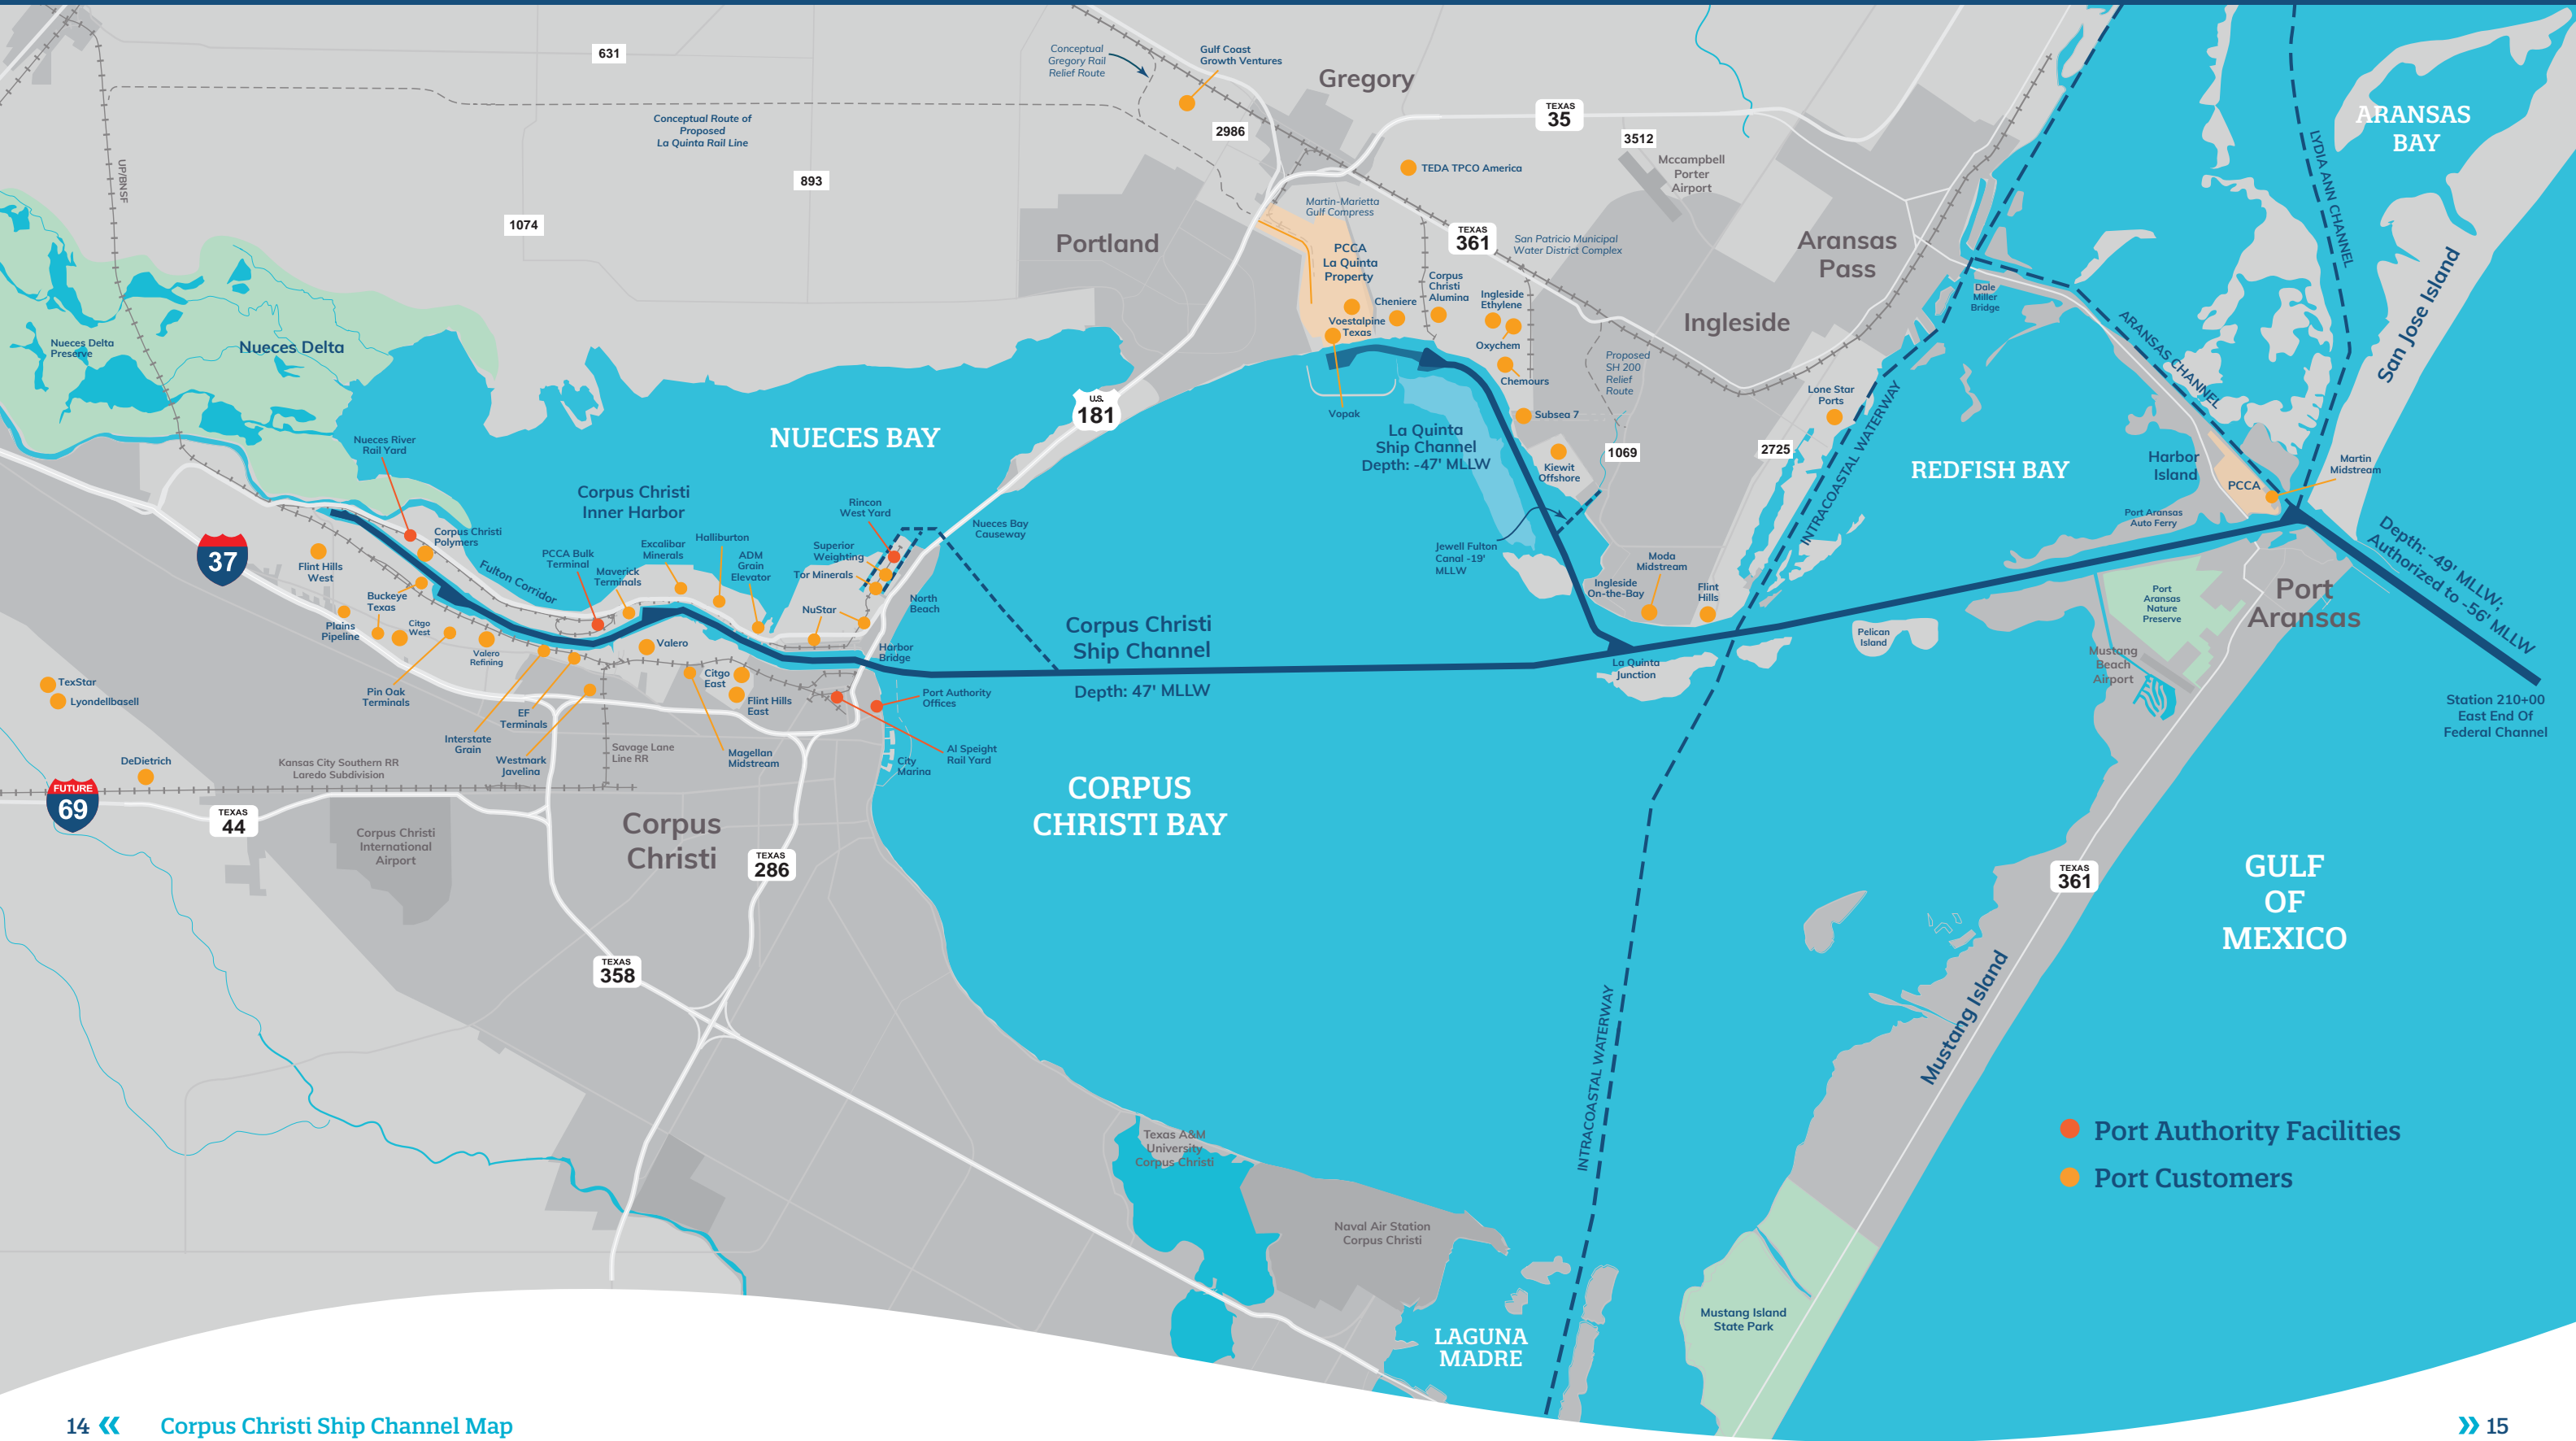 631
Conceptual
Gregory Rail
Relief Route
Gulf Coast
Growth Ventures
Gregory
TEXAS
35
ARANSAS
BAY
Conceptual Route of
Proposed
La Quinta Rail Line
2986
3512
Mccampbell
Porter
Airport
LYDIA ANN CHANNEL
UP/BNSF
893
TEDA TPCO America
1074
Martin-Marietta
Gulf Compress
Portland
TEXAS
361
San Patricio Municipal
Water District Complex
Aransas
Pass
PCCA
La Quinta
Property
Corpus
Christi
Alumina
Cheniere
Ingleside
Ethylene
Voestalpine
Texas
Oxychem
Ingleside
Dale
Miller
Bridge
San Jose Island
ARANSAS CHANNEL
Nueces Delta
Preserve
Nueces Delta
Proposed
SH 200
Relief
Route
Chemours
Lone Star
Ports
U.S.
181
Vopak
Subsea 7
NUECES BAY
La Quinta
Ship Channel
Depth: -47' MLLW
1069
2725
INTRACOASTAL WATERWAY
REDFISH BAY
Harbor
Island
Martin
Midstream
PCCA
Kiewit
Offshore
Nueces River
Rail Yard
Corpus Christi
Inner Harbor
Rincon
West Yard
Nueces Bay
Causeway
Port Aransas
Auto Ferry
37
Corpus Christi
Polymers
Flint Hills
West
Fulton Corridor
PCCA Bulk
Terminal
Excalibar
Minerals
Halliburton
Maverick
Terminals
ADM
Grain
Elevator
Superior
Weighting
Tor Minerals
Jewell Fulton
Canal -19'
MLLW
Moda
Midstream
Ingleside
On-the-Bay
Flint
Hills
Depth: -49' MLLW;
Authorized to -56' MLLW
Port
Aransas
Nature
Preserve
Port
Aransas
Buckeye
Texas
NuStar
North
Beach
Plains
Pipeline
Citgo
West
Valero
Refining
Valero
Harbor
Bridge
Corpus Christi
Ship Channel
Depth: 47' MLLW
La Quinta
Junction
Pelican
Island
Mustang
Beach
Airport
TexStar
Lyondellbasell
Pin Oak
Terminals
EF
Terminals
Citgo
East
Flint Hills
East
Port Authority
Offices
Station 210+00
East End Of
Federal Channel
Interstate
Grain
Westmark
Javelina
Savage Lane
Line RR
Magellan
Midstream
Al Speight
Rail Yard
City
Marina
DeDietrich
Kansas City Southern RR
Laredo Subdivision
FUTURE
69
TEXAS
44
Corpus Christi
International
Airport
Corpus
Christi
TEXAS
286
CORPUS
CHRISTI BAY
TEXAS
361
GULF
OF
MEXICO
TEXAS
358
Mustang Island
INTRACOASTAL WATERWAY
Texas A&M
University
Corpus Christi
Port Authority Facilities
Port Customers
Naval Air Station
Corpus Christi
LAGUNA
MADRE
Mustang Island
State Park
14 «
Corpus Christi Ship Channel Map
» 15